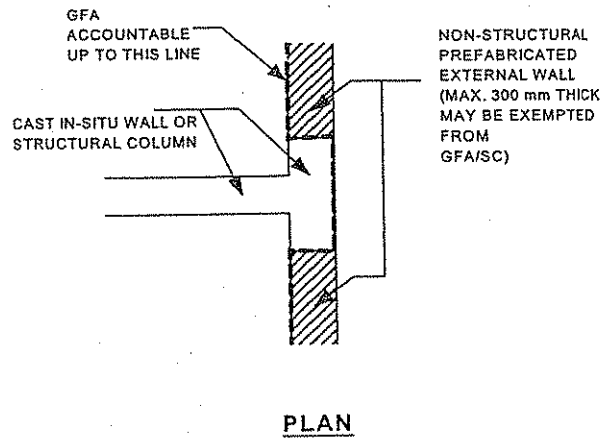 GFA
ACCOUNTABLE
UP TO THIS LINE
CAST IN-SITU WALL OR
STRUCTURAL COLUMN
NON-STRUCTURAL
PREFABRICATED
EXTERNAL WALL
(MAX. 300 mm THICK
MAY BE EXEMPTED
FROM
GFA/SC)
PLAN